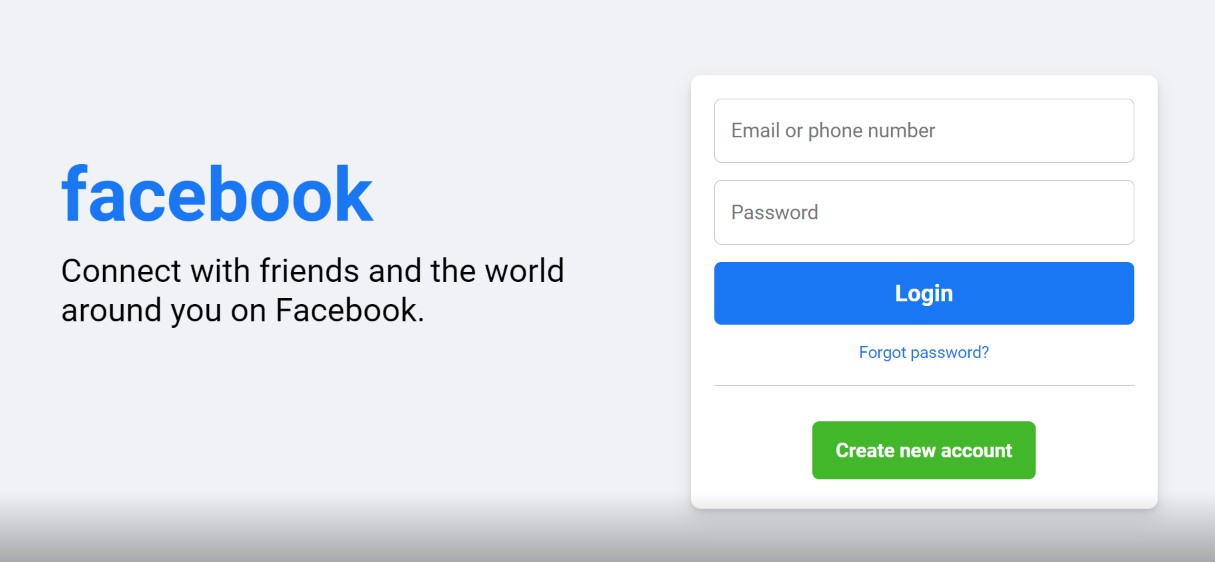 facebook
Connect with friends and the world
around you on Facebook.
Email or phone number
Password
Login
Forgot password?
Create new account